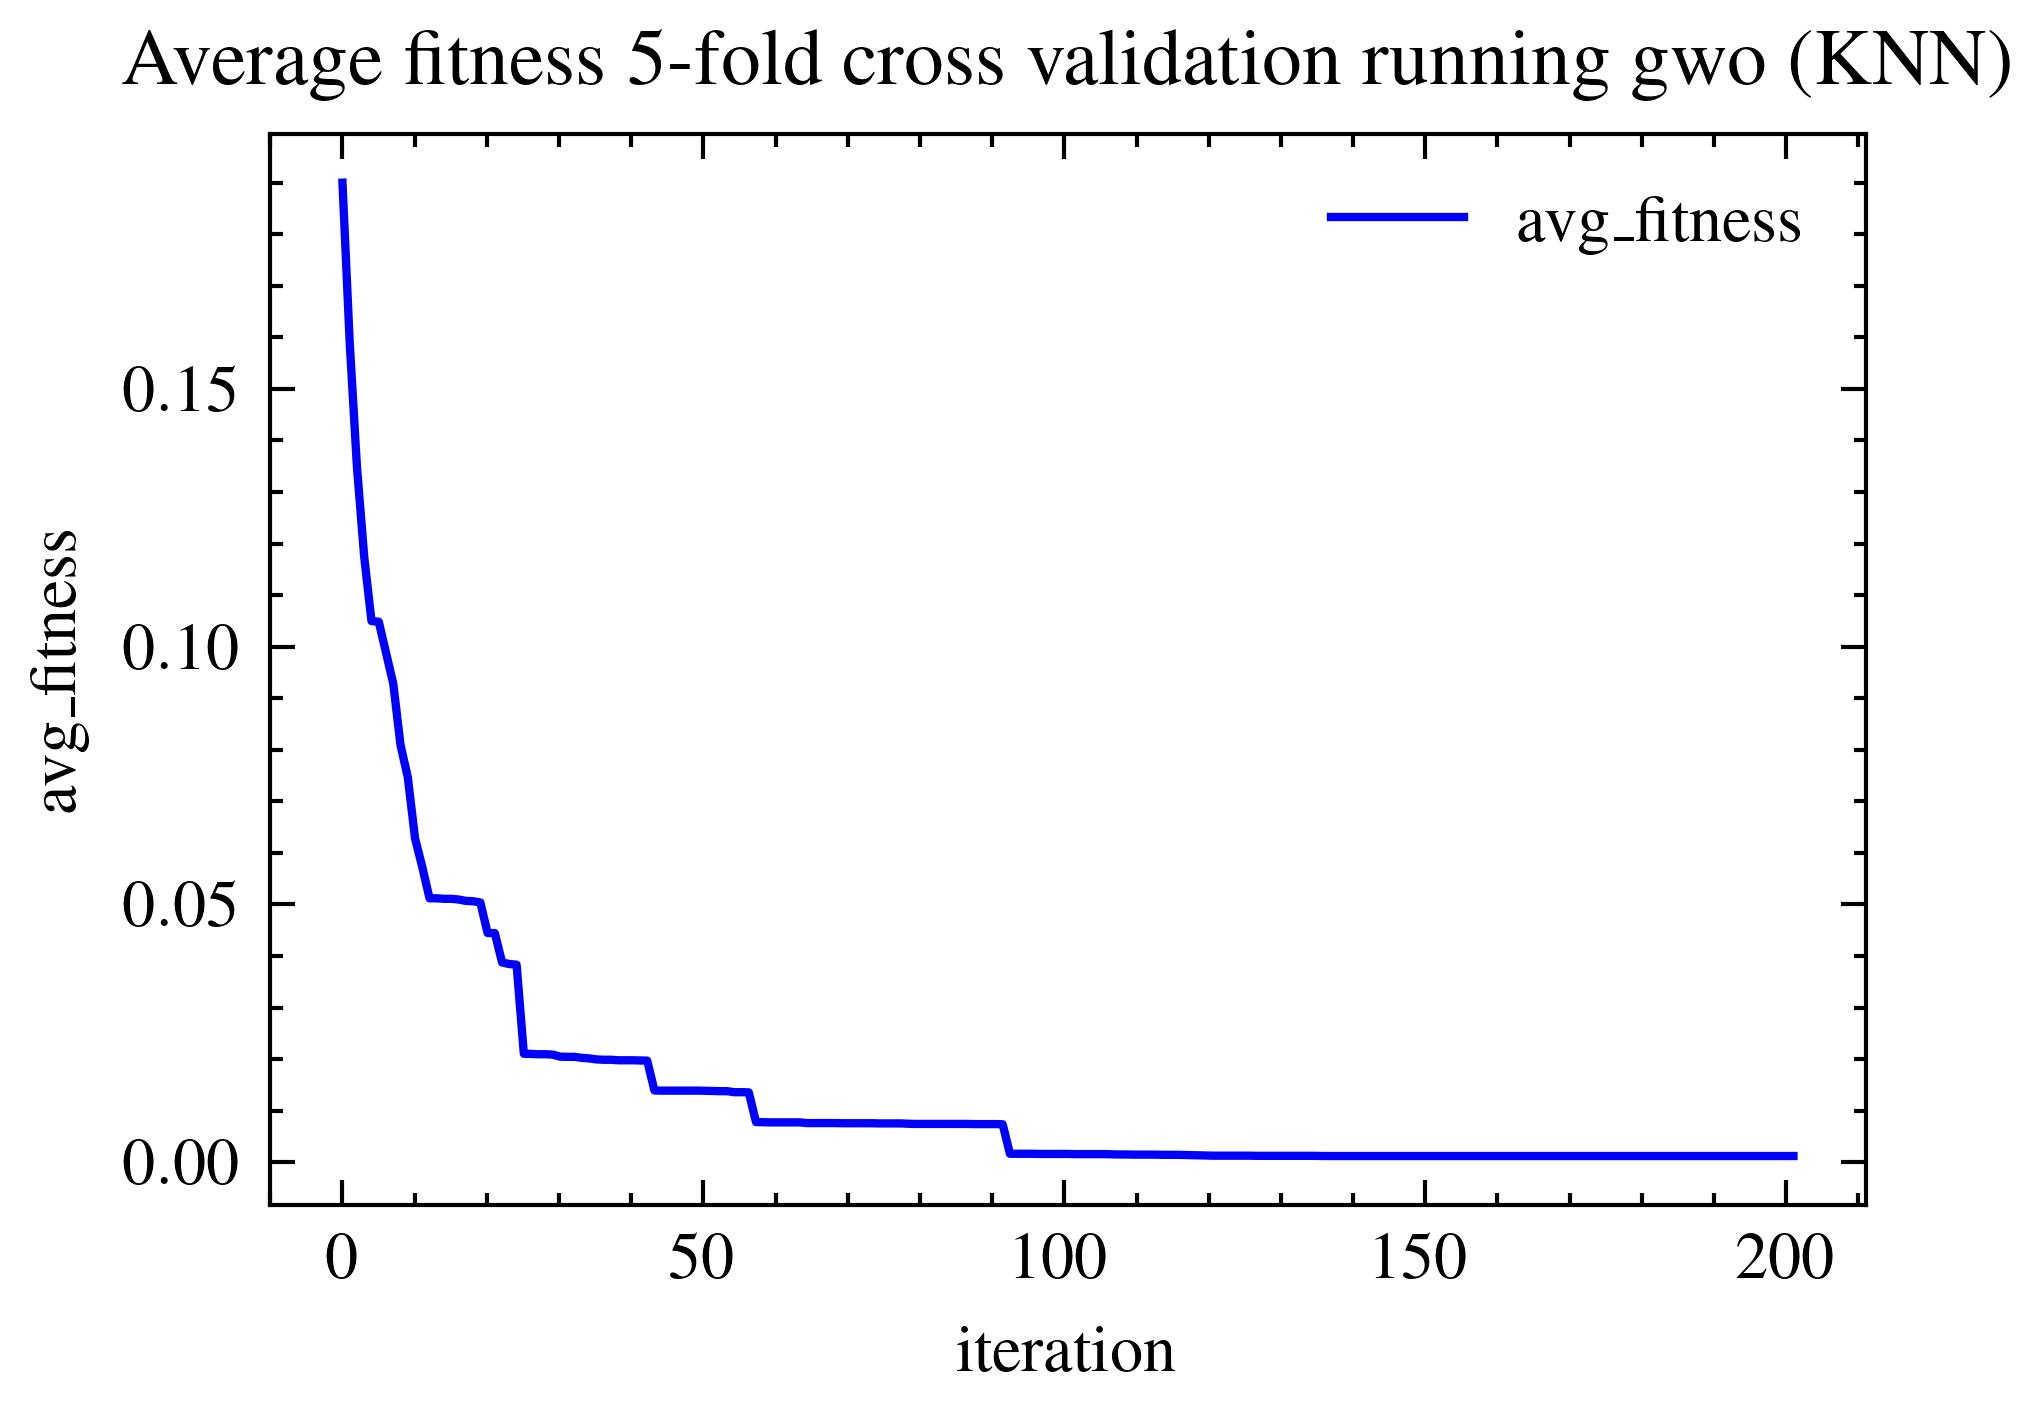 Average fitness 5-fold cross validation running gwo (KNN)
avg_fitness
0.15
0.10
0.05
0.00
avg_fitness
0 50 100 150 200
iteration